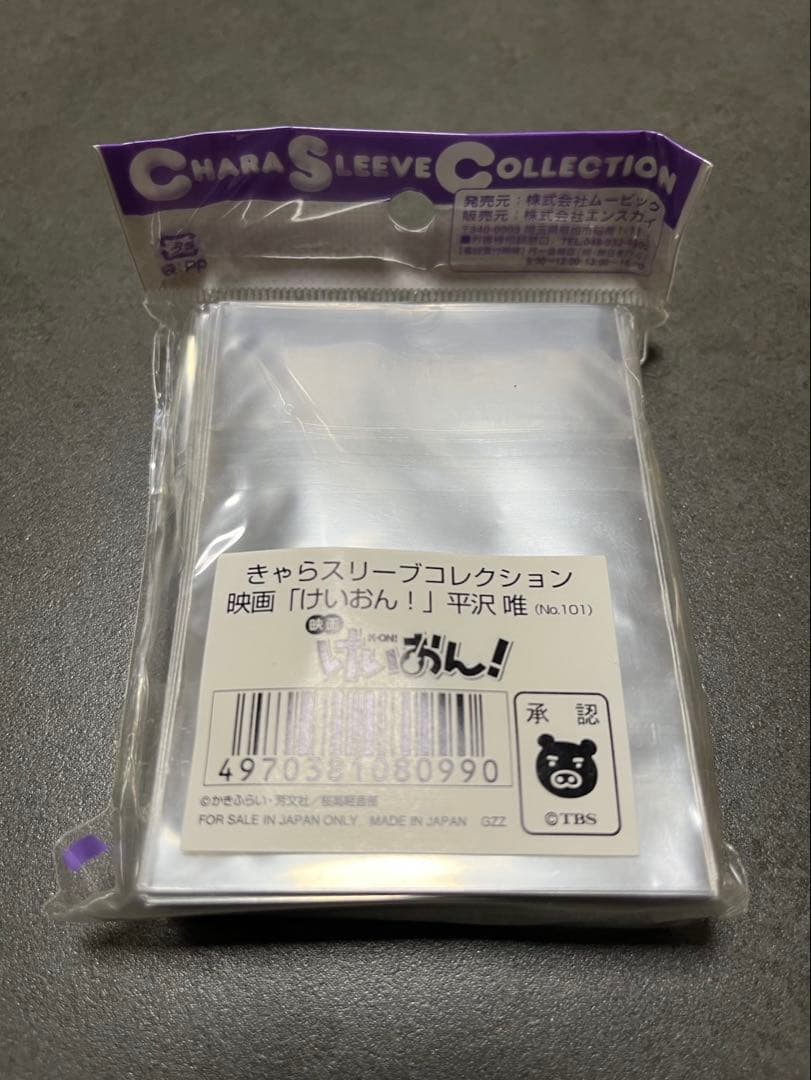 CHARA SLEEVE COLLECTION
発売元：株式会社ムービック
販売元：株式会社エンスカイ
PP
きゃらスリーブコレクション
映画「けいおん！」平沢 唯 (No.101)
映画
K-ON!
けいおん！
4970381080990
承認
©TBS
©かきふらい・芳文社／桜高軽音部
FOR SALE IN JAPAN ONLY. MADE IN JAPAN GZZ